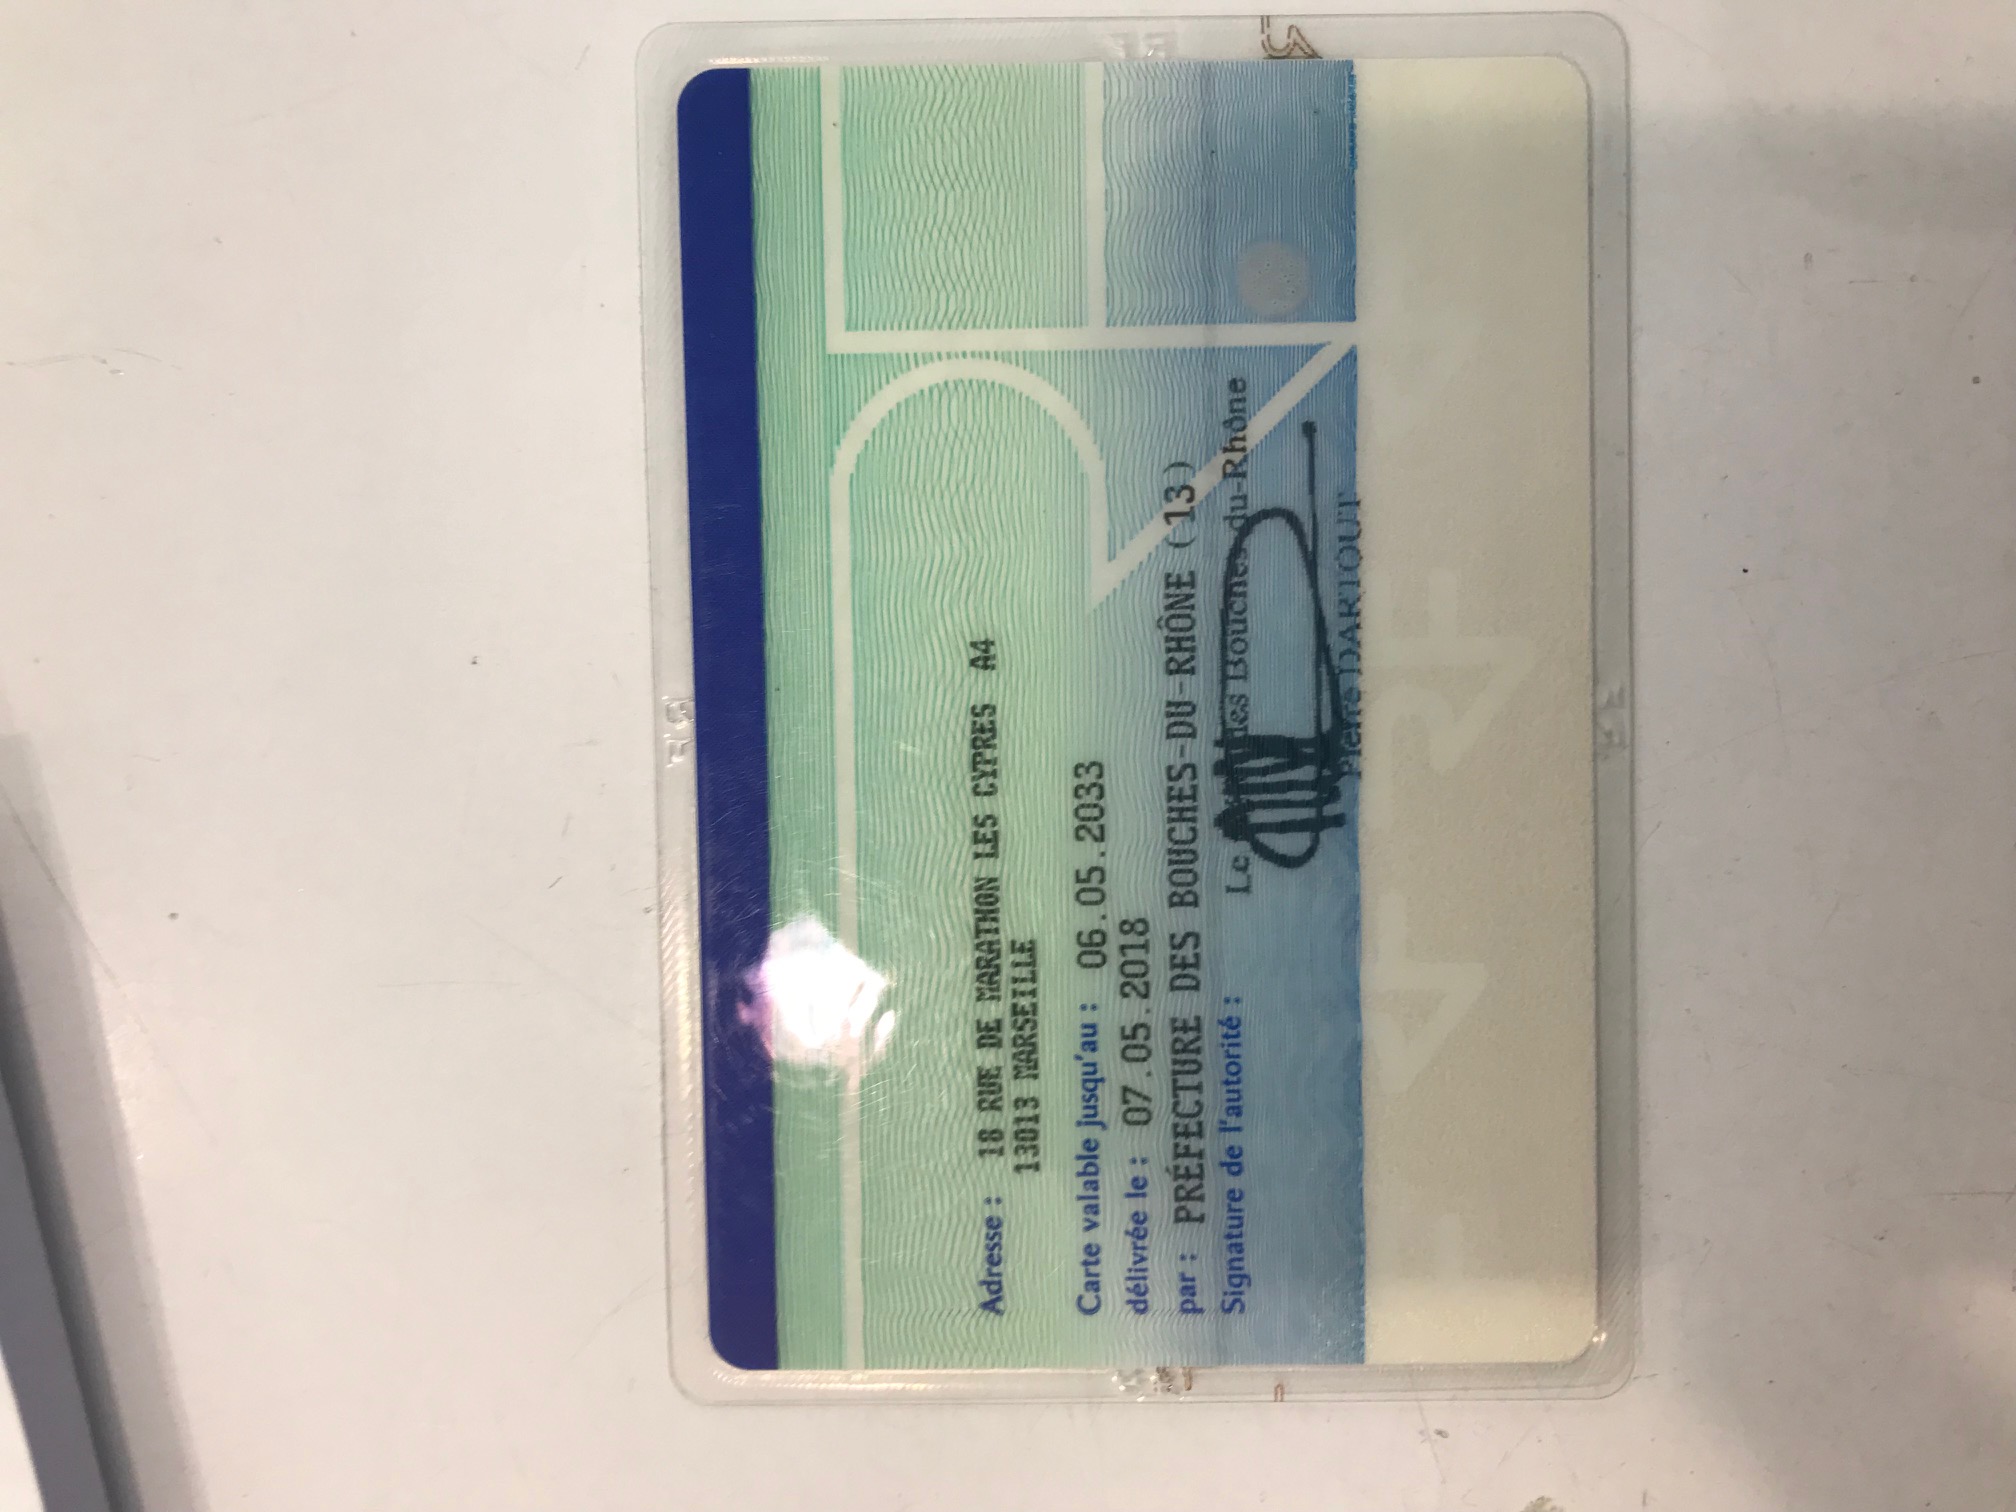 Adresse : 18 RUE DE MARATHON LES CYPRES A4
13013 MARSEILLE
Carte valable jusqu'au : 06.05.2033
délivrée le : 07.05.2018
par : PRÉFECTURE DES BOUCHES-DU-RHÔNE (13)
Signature de l'autorité :
Le des Bouches-du-Rhône
Pierre DARTOUT